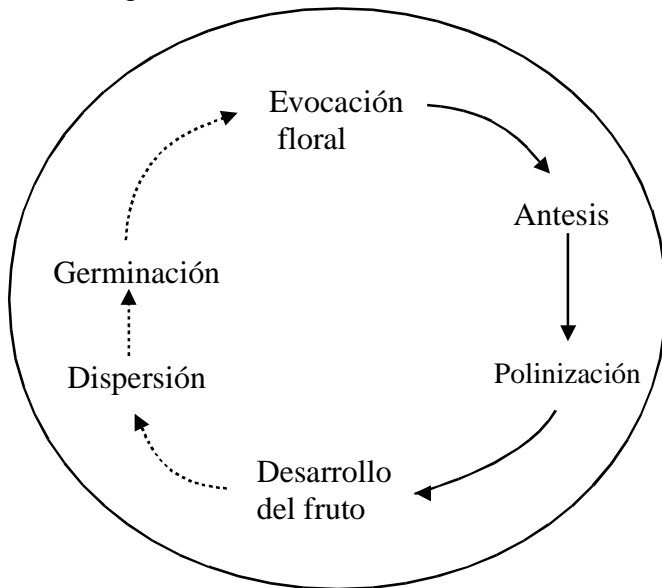 Evocación
floral
Antesis
Germinación
Dispersión
Polinización
Desarrollo
del fruto